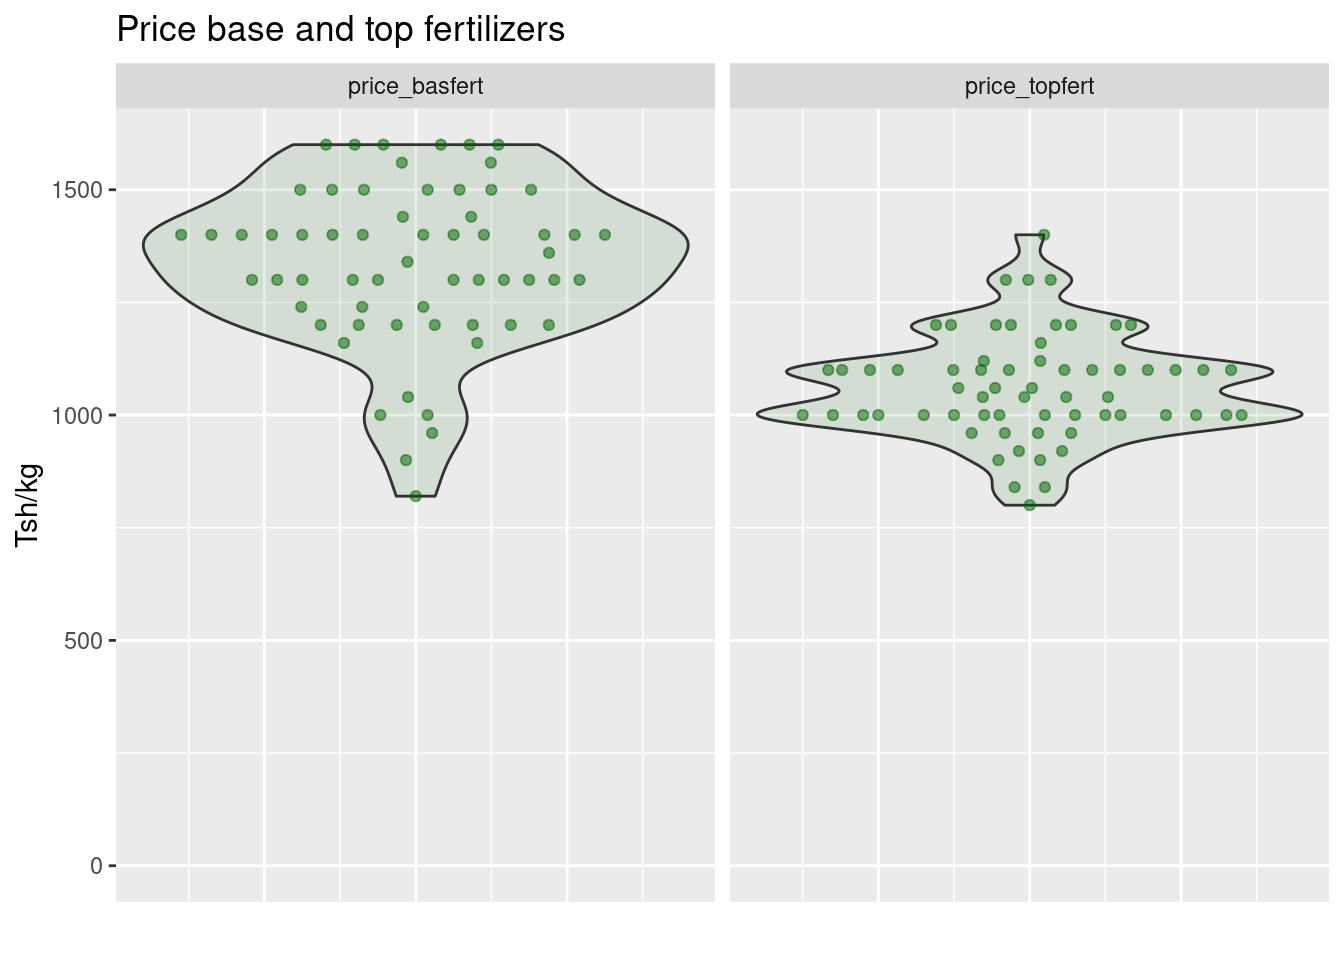 Price base and top fertilizers
price_basfert
price_topfert
1500
1000
500
0
Tsh/kg